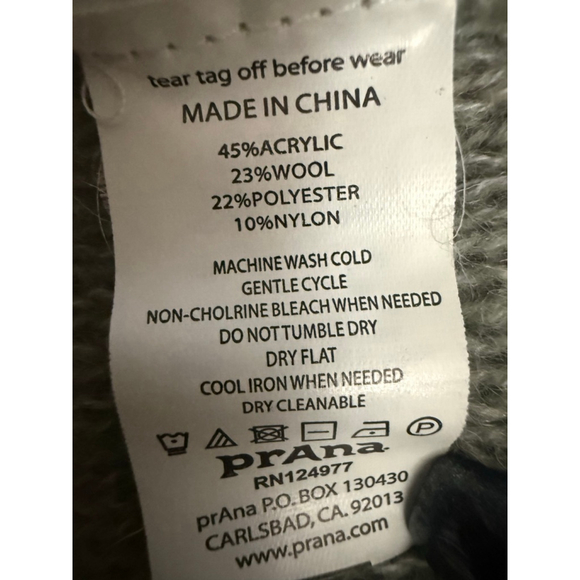 tear tag off before wear
MADE IN CHINA
45%ACRYLIC
23%WOOL
22%POLYESTER
10%NYLON
MACHINE WASH COLD
GENTLE CYCLE
NON-CHOLRINE BLEACH WHEN NEEDED
DO NOT TUMBLE DRY
DRY FLAT
COOL IRON WHEN NEEDED
DRY CLEANABLE
P
prAna
RN124977
prAna P.O. BOX 130430
CARLSBAD, CA. 92013
www.prana.com